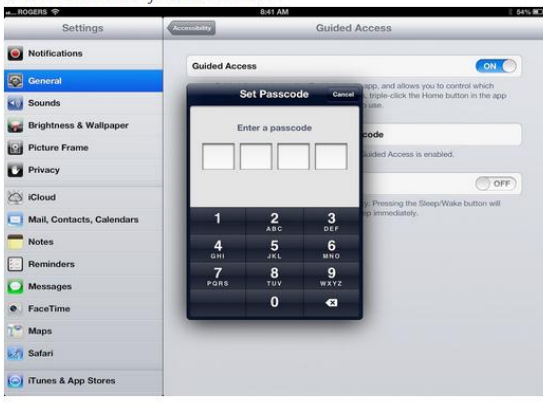 ROGERS
8:41 AM
54%
Settings
Accessibility
Guided Access
Notifications
General
Sounds
Brightness & Wallpaper
Picture Frame
Privacy
iCloud
Mail, Contacts, Calendars
Notes
Reminders
Messages
FaceTime
Maps
Safari
iTunes & App Stores
Guided Access
ON
app, and allows you to control which
, triple-click the Home button in the app
use.
code
Guided Access is enabled.
OFF
y. Pressing the Sleep/Wake button will
ep immediately.
Set Passcode
Cancel
Enter a passcode
1
2
ABC
3
DEF
4
GHI
5
JKL
6
MNO
7
PQRS
8
TUV
9
WXYZ
0